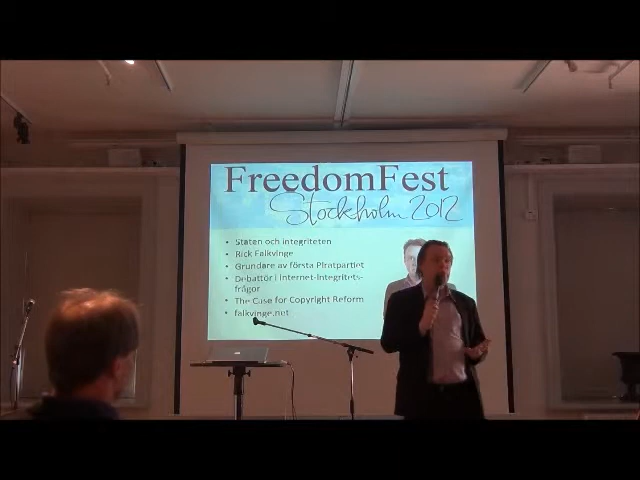 FreedomFest
Stockholm 2012
• Staten och integriteten
• Rick Falkvinge
• Grundare av första Piratpartiet
• Debattör i Internet-integritets-
frågor
• The Case for Copyright Reform
• falkvinge.net